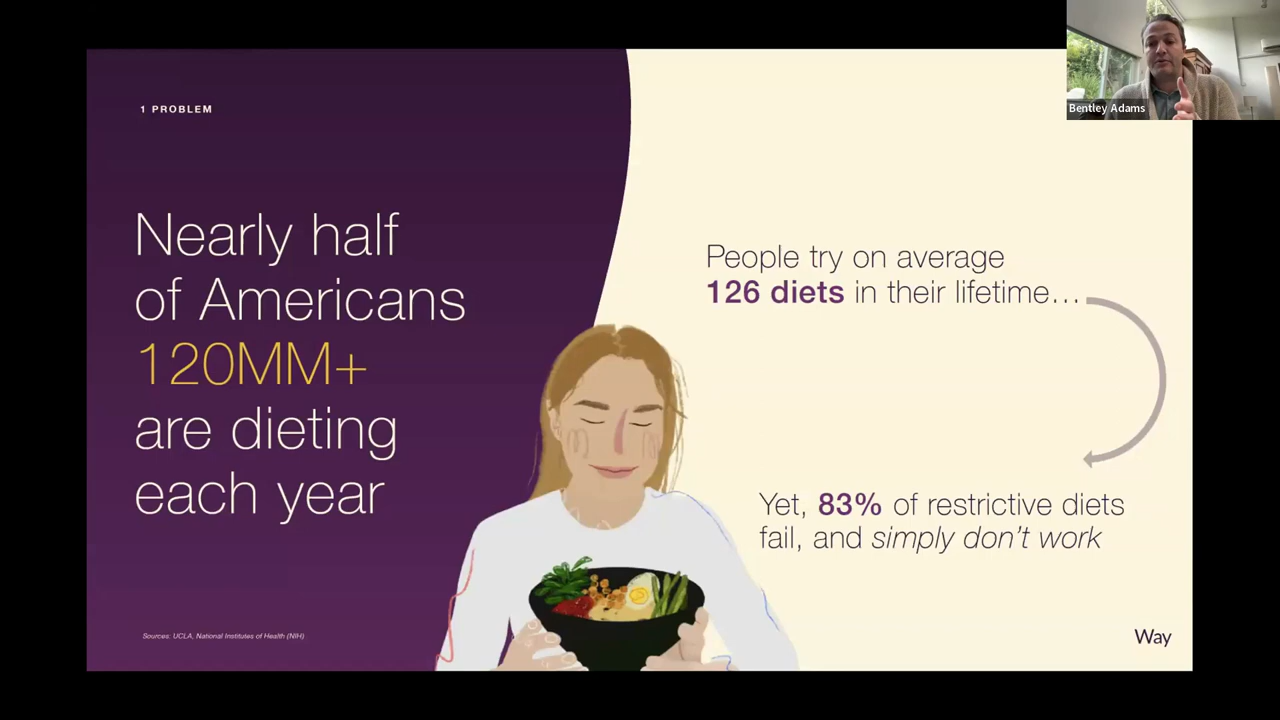 Bentley Adams
1 PROBLEM
Nearly half
of Americans
120MM+
are dieting
each year
People try on average
126 diets in their lifetime…
Yet, 83% of restrictive diets
fail, and simply don’t work
Sources: UCLA, National Institutes of Health (NIH)
Way